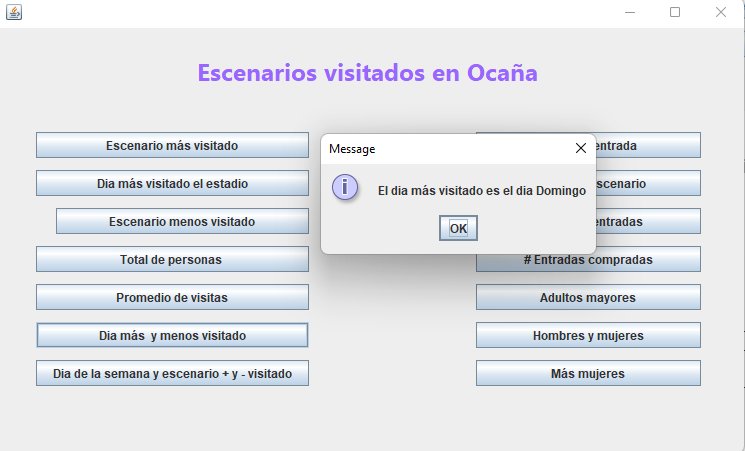 Escenarios visitados en Ocaña
Escenario más visitado
Dia más visitado el estadio
Escenario menos visitado
Total de personas
Promedio de visitas
Dia más y menos visitado
Dia de la semana y escenario + y - visitado
Message
El dia más visitado es el dia Domingo
OK
entrada
scenario
ntradas
# Entradas compradas
Adultos mayores
Hombres y mujeres
Más mujeres